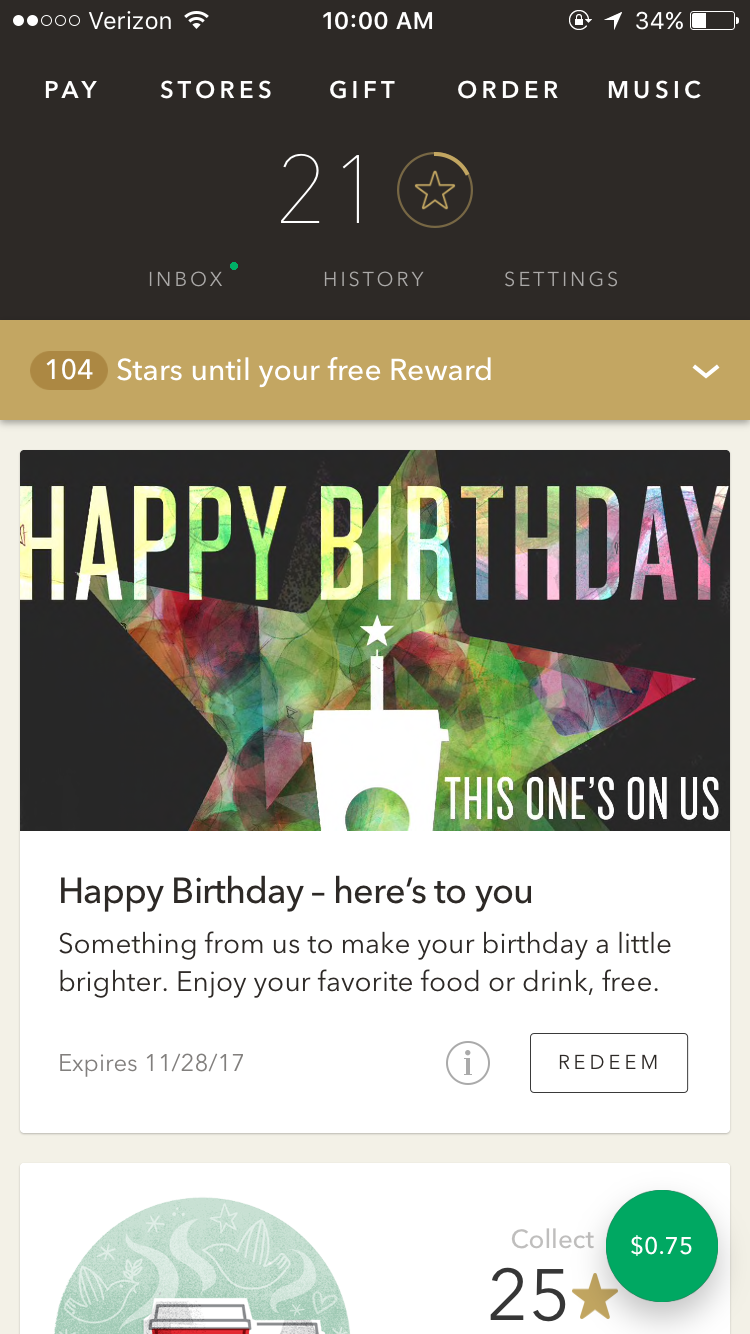 Verizon 10:00 AM 34%
PAY STORES GIFT ORDER MUSIC
21
INBOX HISTORY SETTINGS
104 Stars until your free Reward
HAPPY BIRTHDAY
THIS ONE'S ON US
Happy Birthday – here's to you
Something from us to make your birthday a little
brighter. Enjoy your favorite food or drink, free.
Expires 11/28/17 i REDEEM
Collect
$0.75
25